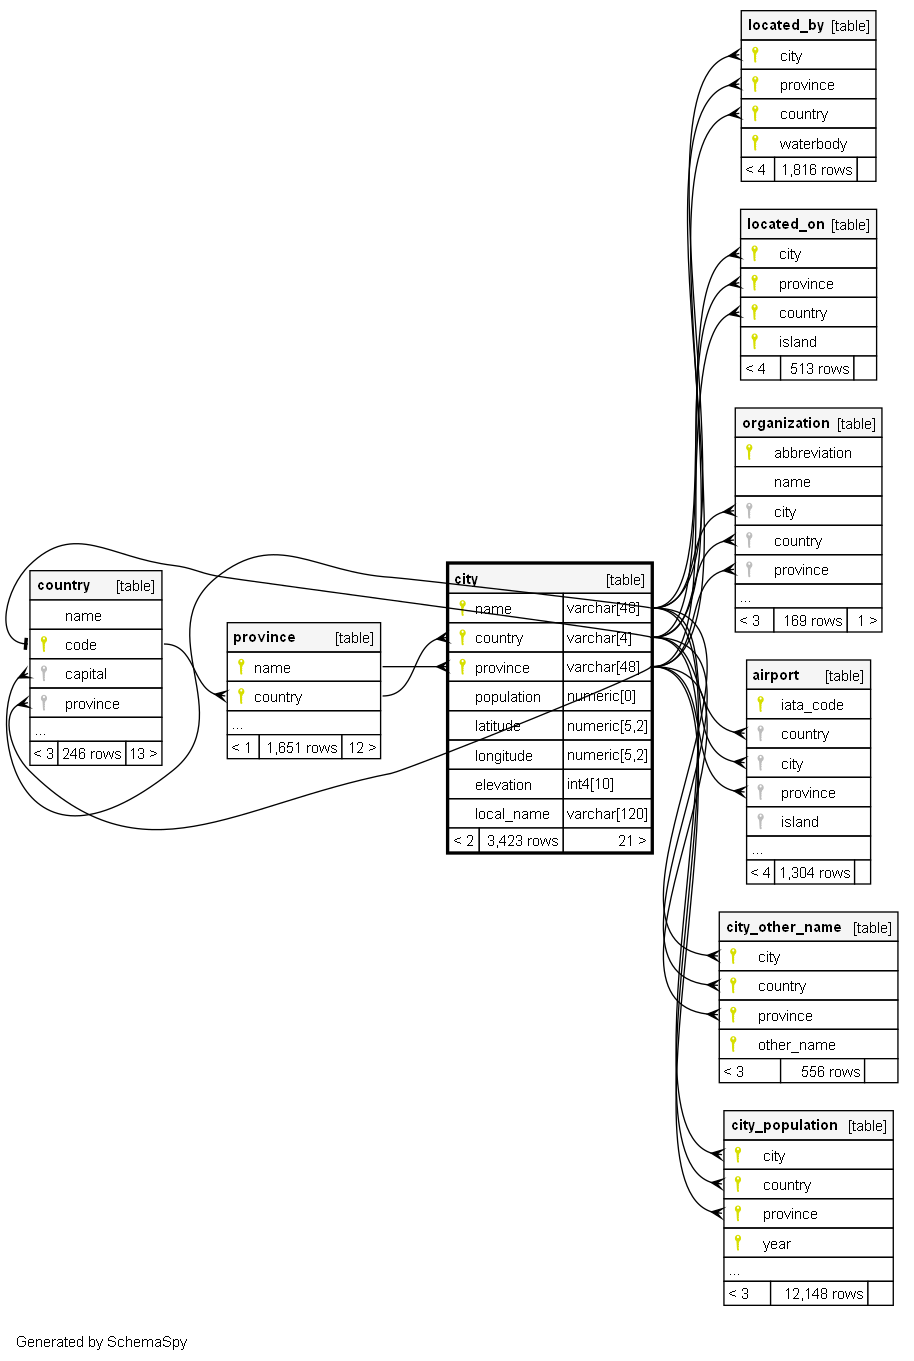 located_by [table]
city
province
country
waterbody
< 4 1,816 rows
located_on [table]
city
province
country
island
< 4 513 rows
organization [table]
abbreviation
name
city
country
province
...
< 3 169 rows 1 >
country [table]
name
code
capital
province
...
< 3 246 rows 13 >
province [table]
name
country
...
< 1 1,651 rows 12 >
city [table]
name varchar[48]
country varchar[4]
province varchar[48]
population numeric[0]
latitude numeric[5,2]
longitude numeric[5,2]
elevation int4[10]
local_name varchar[120]
< 2 3,423 rows 21 >
airport [table]
iata_code
country
city
province
island
...
< 4 1,304 rows
city_other_name [table]
city
country
province
other_name
< 3 556 rows
city_population [table]
city
country
province
year
...
< 3 12,148 rows
Generated by SchemaSpy